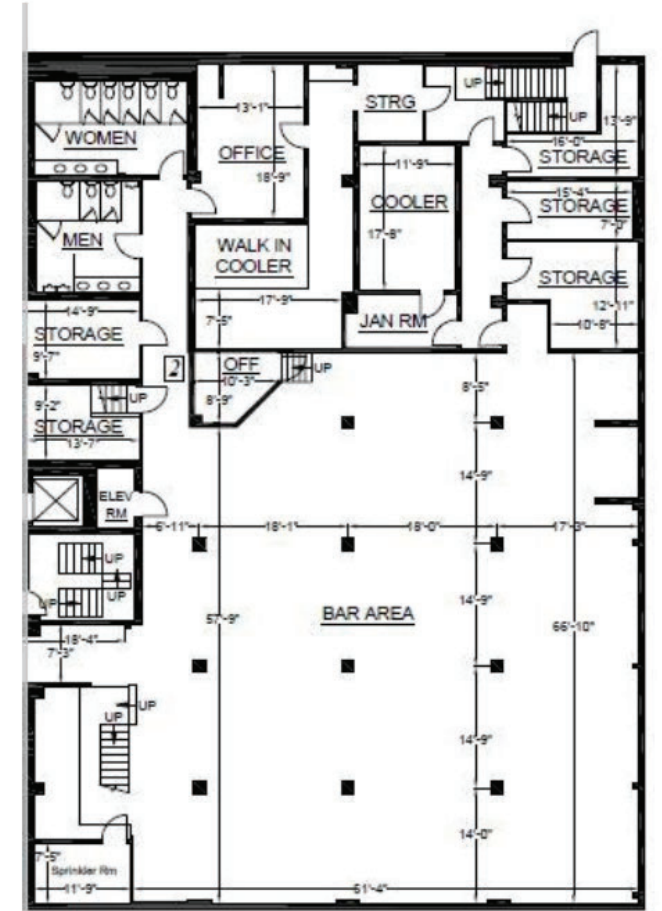 UP
STRG
UP
13'-9"
13'-1"
WOMEN
16'-0"
OFFICE
STORAGE
11'-9"
18'-9"
15'-4"
COOLER
STORAGE
MEN
WALK IN
COOLER
17'-8"
STORAGE
14'-9"
17'-9"
12'-11"
7'-5"
JAN RM
10'-8"
STORAGE
9'-7"
2
OFF
UP
10'-3"
8'-5"
8'-9"
9'-2"
UP
STORAGE
13'-7"
14'-9"
ELEV
RM
6'-11"
18'-1"
18'-0"
17'-3"
UP
UP
UP
14'-9"
57'-9"
BAR AREA
66'-10"
18'-4"
7'-3"
UP
UP
14'-9"
14'-0"
7'-5"
Sprinkler Rm
11'-9"
51'-4"